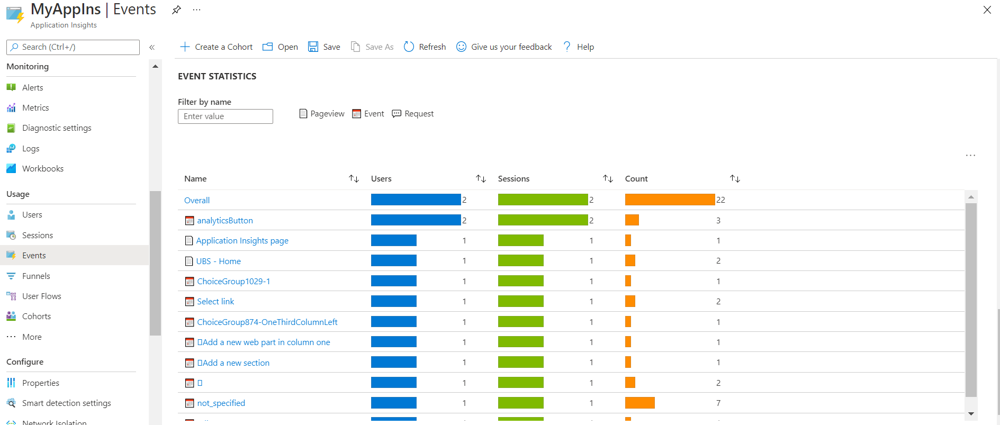 MyAppIns | Events
Application Insights
Search (Ctrl+/)
Monitoring
Alerts
Metrics
Diagnostic settings
Logs
Workbooks
Usage
Users
Sessions
Events
Funnels
User Flows
Cohorts
More
Configure
Properties
Smart detection settings
Network Isolation
Create a Cohort Open Save Save As Refresh Give us your feedback Help
EVENT STATISTICS
Filter by name
Enter value
Pageview Event Request
Name Users Sessions Count
Overall 2 2 22
analyticsButton 2 2 3
Application Insights page 1 1 1
UBS - Home 1 1 2
ChoiceGroup1029-1 1 1 1
Select link 1 1 2
ChoiceGroup874-OneThirdColumnLeft 1 1 1
Add a new web part in column one 1 1 1
Add a new section 1 1 1
1 1 2
not_specified 1 1 7